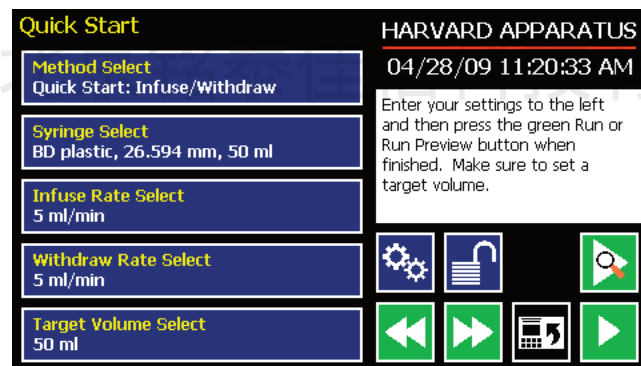 Quick Start
Method Select
Quick Start: Infuse/Withdraw
Syringe Select
BD plastic, 26.594 mm, 50 ml
Infuse Rate Select
5 ml/min
Withdraw Rate Select
5 ml/min
Target Volume Select
50 ml
HARVARD APPARATUS
04/28/09 11:20:33 AM
Enter your settings to the left
and then press the green Run or
Run Preview button when
finished. Make sure to set a
target volume.